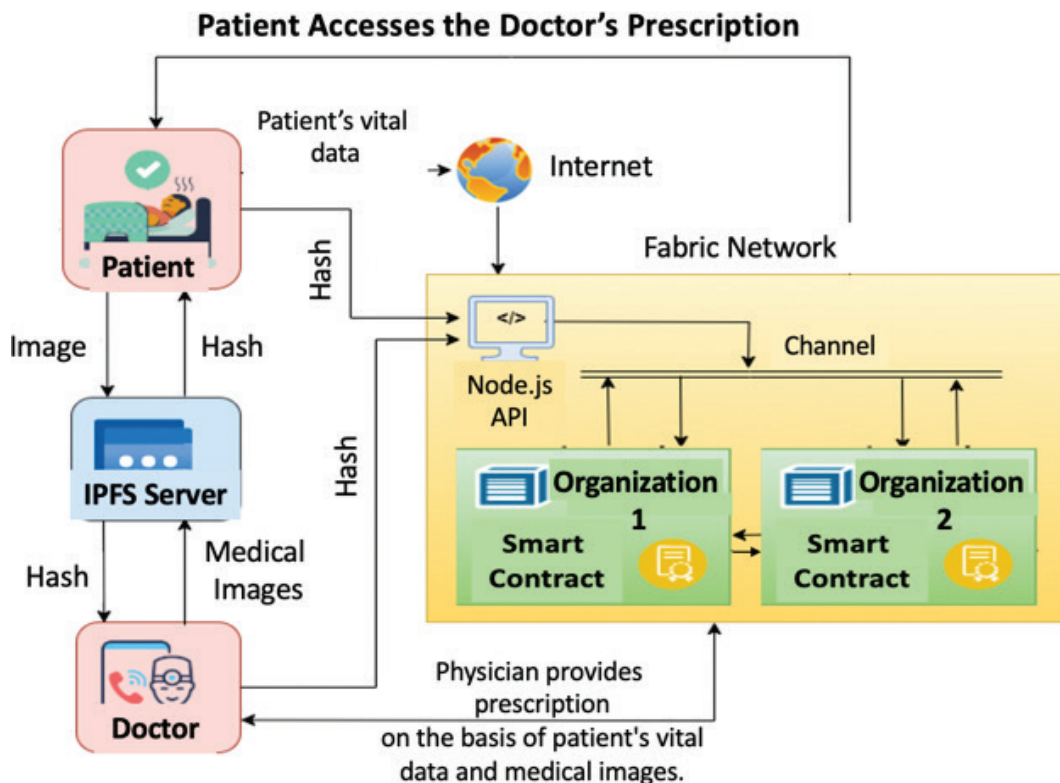 Patient Accesses the Doctor's Prescription
Patient's vital
data
Internet
Patient
Hash
Fabric Network
Image
Hash
</>
Channel
Node.js
API
IPFS Server
Hash
Organization
1
Smart
Contract
Organization
2
Smart
Contract
Hash
Medical
Images
Doctor
Physician provides
prescription
on the basis of patient's vital
data and medical images.